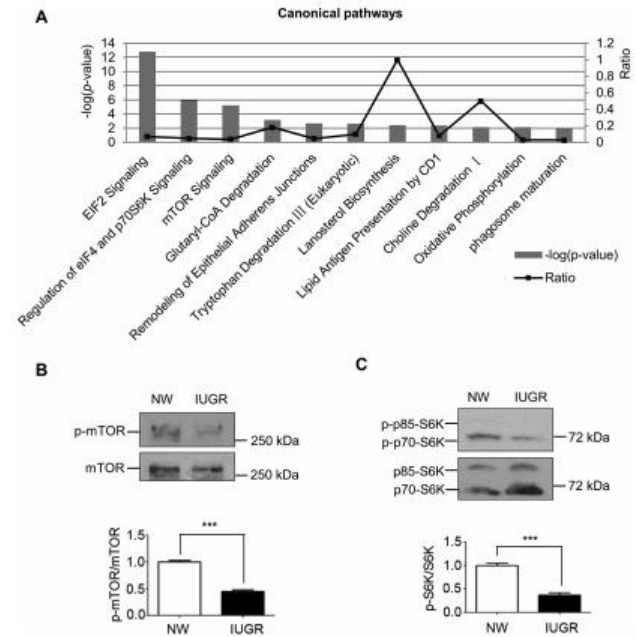 A
Canonical pathways
-log(p-value)
14
12
10
8
6
4
2
0
1.2
1
0.8
0.6
0.4
0.2
0
Ratio
EIF2 Signaling
Regulation of eIF4 and p70S6K Signaling
mTOR Signaling
Glutaryl-CoA Degradation
Remodeling of Epithelial Adherens Junctions
Tryptophan Degradation III (Eukaryotic)
Lanosterol Biosynthesis
Lipid Antigen Presentation by CD1
Choline Degradation I
Oxidative Phosphorylation
phagosome maturation
-log(p-value)
Ratio
B
NW IUGR
p-mTOR
250 kDa
mTOR
250 kDa
p-mTOR/mTOR
1.5
1.0
0.5
0.0
***
NW IUGR
C
NW IUGR
p-p85-S6K
p-p70-S6K
72 kDa
p85-S6K
p70-S6K
72 kDa
p-S6K/S6K
1.5
1.0
0.5
0.0
***
NW IUGR